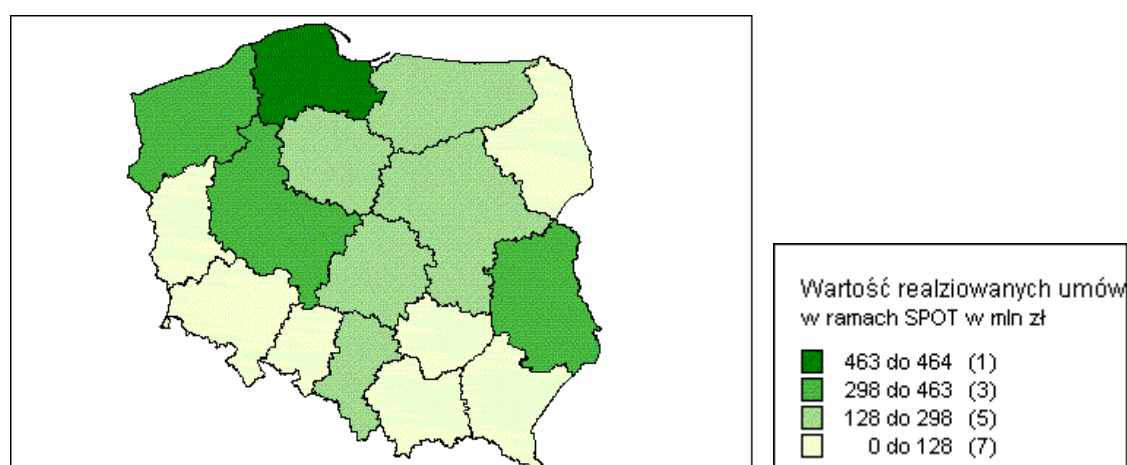 Wartość realziowanych umów
w ramach SPOT w mln zł
463 do 464 (1)
298 do 463 (3)
128 do 298 (5)
0 do 128 (7)